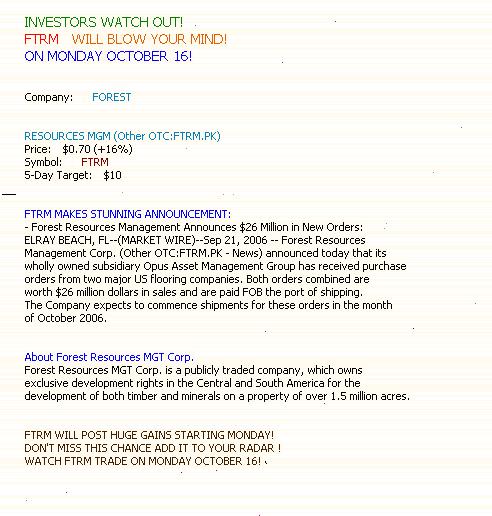 INVESTORS WATCH OUT!
FTRM WILL BLOW YOUR MIND!
ON MONDAY OCTOBER 16!
Company: FOREST
RESOURCES MGM (Other OTC:FTRM.PK)
Price: $0.70 (+16%)
Symbol: FTRM
5-Day Target: $10
FTRM MAKES STUNNING ANNOUNCEMENT:
- Forest Resources Management Announces $26 Million in New Orders:
ELRAY BEACH, FL--(MARKET WIRE)--Sep 21, 2006 -- Forest Resources
Management Corp. (Other OTC:FTRM.PK - News) announced today that its
wholly owned subsidiary Opus Asset Management Group has received purchase
orders from two major US flooring companies. Both orders combined are
worth $26 million dollars in sales and are paid FOB the port of shipping.
The Company expects to commence shipments for these orders in the month
of October 2006.
About Forest Resources MGT Corp.
Forest Resources MGT Corp. is a publicly traded company, which owns
exclusive development rights in the Central and South America for the
development of both timber and minerals on a property of over 1.5 million acres.
FTRM WILL POST HUGE GAINS STARTING MONDAY!
DON'T MISS THIS CHANCE ADD IT TO YOUR RADAR !
WATCH FTRM TRADE ON MONDAY OCTOBER 16!